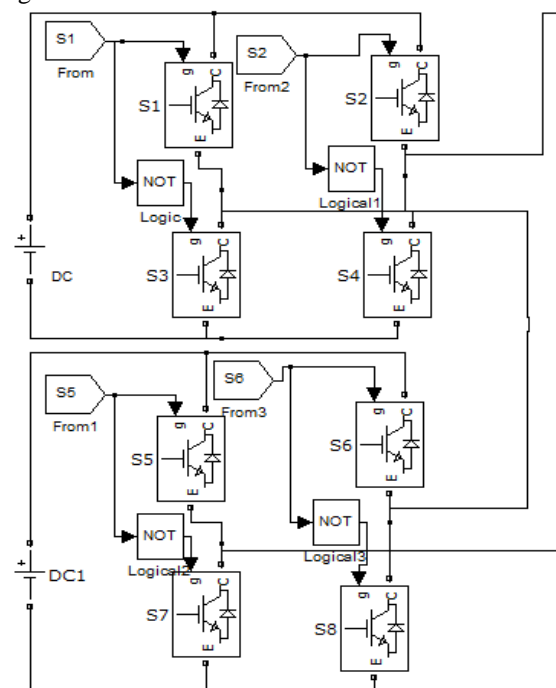 S1
From
g
C
S1
E
S2
From2
g
C
S2
E
NOT
Logic
NOT
Logical1
g
C
S3
E
g
C
S4
E
+
DC
S5
From1
g
C
S5
E
S6
From3
g
C
S6
E
NOT
Logical2
NOT
Logical3
+
DC1
g
C
S7
E
g
C
S8
E